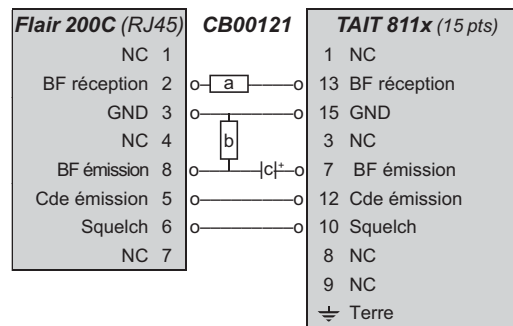 Flair 200C (RJ45) CB00121 TAIT 811x (15 pts)
NC 1 1 NC
BF réception 2 o a o 13 BF réception
GND 3 o o 15 GND
NC 4 b 3 NC
BF émission 8 o c + o 7 BF émission
Cde émission 5 o o 12 Cde émission
Squelch 6 o o 10 Squelch
NC 7 8 NC
9 NC
Terre